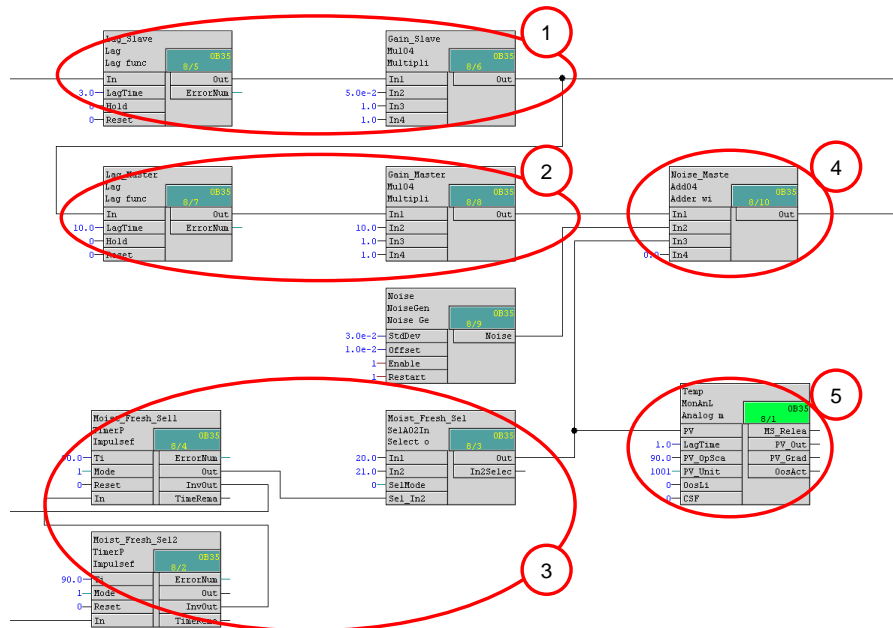 1
Lag_Slave
Lag
Lag func
OB35
8/5
In Out
3.0 LagTime ErrorNum
0 Hold
0 Reset
Gain_Slave
Mul04
Multipli
OB35
8/6
In1 Out
5.0e-2 In2
1.0 In3
1.0 In4
2
Lag_Master
Lag
Lag func
OB35
8/7
In Out
10.0 LagTime ErrorNum
0 Hold
0 Reset
Gain_Master
Mul04
Multipli
OB35
8/8
In1 Out
10.0 In2
1.0 In3
1.0 In4
4
Noise_Maste
Add04
Adder wi
OB35
8/10
In1 Out
In2
In3
0.0 In4
Noise
NoiseGen
Noise Ge
OB35
8/9
3.0e-2 StdDev Noise
1.0e-2 Offset
1 Enable
1 Restart
3
Moist_Fresh_Sel1
TimerP
Impulsef
OB35
8/4
Ti ErrorNum
1 Mode Out
0 Reset InvOut
In TimeRema
Moist_Fresh_Sel
SelA02In
Select o
OB35
8/3
20.0 In1 Out
21.0 In2 In2Selec
0 SelMode
Sel_In2
Moist_Fresh_Sel2
TimerP
Impulsef
OB35
8/2
90.0 Ti ErrorNum
1 Mode Out
0 Reset InvOut
In TimeRema
5
Temp
MonAnL
Analog m
OB35
8/1
PV MS_Relea
1.0 LagTime PV_Out
90.0 PV_OpSca PV_Grad
1001 PV_Unit OosAct
0 OosLi
0 CSF